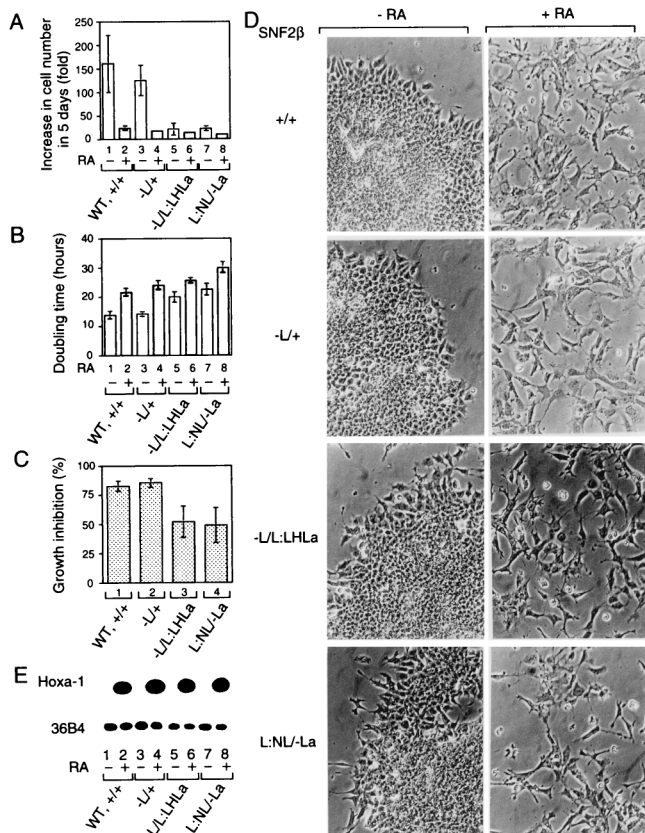 A
Increase in cell number
in 5 days (fold)
250
200
150
100
50
0
1 2 3 4 5 6 7 8
RA − + − + − + − +
WT, +/+
-L/+
-L/L:LHLa
L:NL/-La
B
Doubling time (hours)
40
30
20
10
0
1 2 3 4 5 6 7 8
RA − + − + − + − +
WT, +/+
-L/+
-L/L:LHLa
L:NL/-La
C
Growth inhibition (%)
100
75
50
25
0
1 2 3 4
WT, +/+
-L/+
-L/L:LHLa
L:NL/-La
E
Hoxa-1
36B4
1 2 3 4 5 6 7 8
RA − + − + − + − +
WT, +/+
-L/+
-L/L:LHLa
L:NL/-La
D
SNF2β
- RA
+ RA
+/+
-L/+
-L/L:LHLa
L:NL/-La